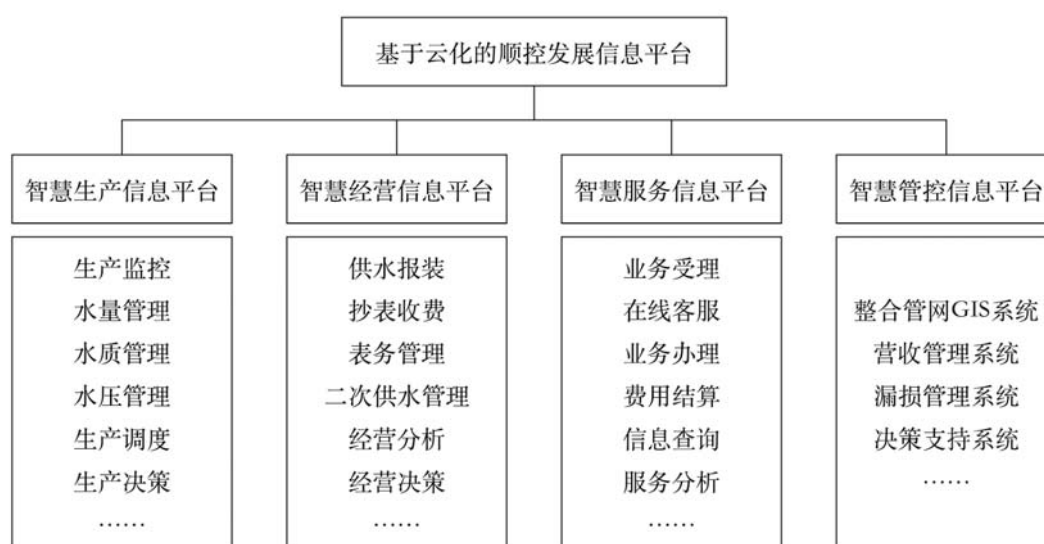 基于云化的顺控发展信息平台
智慧生产信息平台
生产监控
水量管理
水质管理
水压管理
生产调度
生产决策
……
智慧经营信息平台
供水报装
抄表收费
表务管理
二次供水管理
经营分析
经营决策
……
智慧服务信息平台
业务受理
在线客服
业务办理
费用结算
信息查询
服务分析
……
智慧管控信息平台
整合管网GIS系统
营收管理系统
漏损管理系统
决策支持系统
……